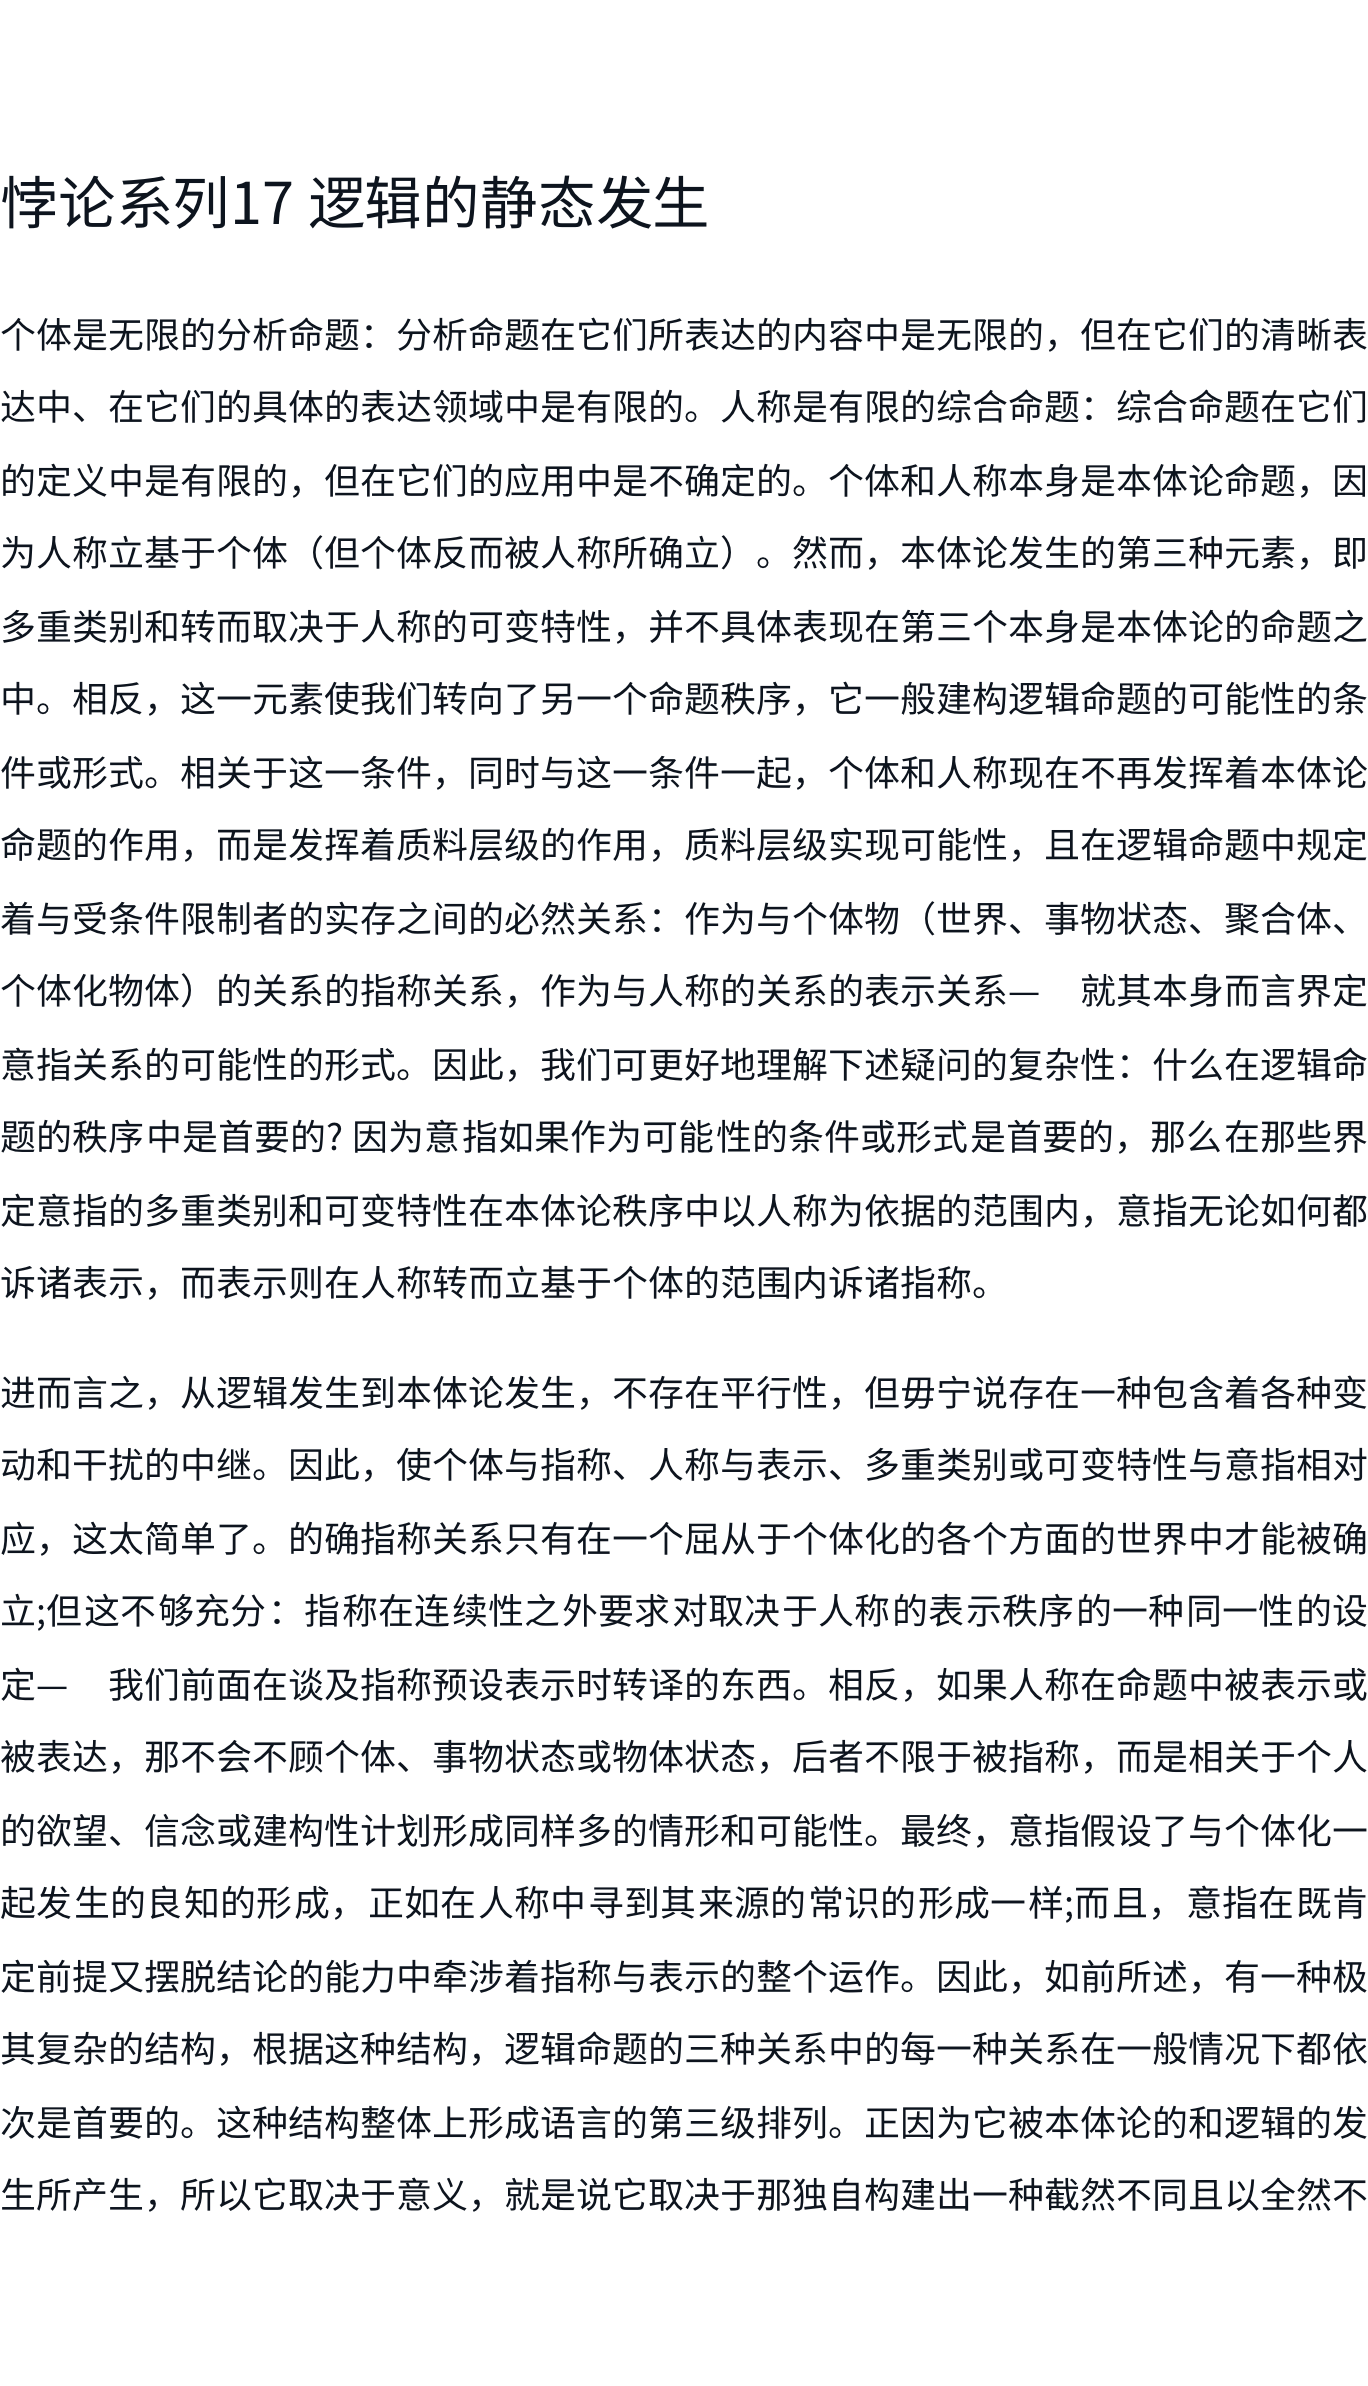 悖论系列17 逻辑的静态发生
个体是无限的分析命题：分析命题在它们所表达的内容中是无限的，但在它们的清晰表
达中、在它们的具体的表达领域中是有限的。人称是有限的综合命题：综合命题在它们
的定义中是有限的，但在它们的应用中是不确定的。个体和人称本身是本体论命题，因
为人称立基于个体（但个体反而被人称所确立）。然而，本体论发生的第三种元素，即
多重类别和转而取决于人称的可变特性，并不具体表现在第三个本身是本体论的命题之
中。相反，这一元素使我们转向了另一个命题秩序，它一般建构逻辑命题的可能性的条
件或形式。相关于这一条件，同时与这一条件一起，个体和人称现在不再发挥着本体论
命题的作用，而是发挥着质料层级的作用，质料层级实现可能性，且在逻辑命题中规定
着与受条件限制者的实存之间的必然关系：作为与个体物（世界、事物状态、聚合体、
个体化物体）的关系的指称关系，作为与人称的关系的表示关系—　就其本身而言界定
意指关系的可能性的形式。因此，我们可更好地理解下述疑问的复杂性：什么在逻辑命
题的秩序中是首要的? 因为意指如果作为可能性的条件或形式是首要的，那么在那些界
定意指的多重类别和可变特性在本体论秩序中以人称为依据的范围内，意指无论如何都
诉诸表示，而表示则在人称转而立基于个体的范围内诉诸指称。
进而言之，从逻辑发生到本体论发生，不存在平行性，但毋宁说存在一种包含着各种变
动和干扰的中继。因此，使个体与指称、人称与表示、多重类别或可变特性与意指相对
应，这太简单了。的确指称关系只有在一个屈从于个体化的各个方面的世界中才能被确
立;但这不够充分：指称在连续性之外要求对取决于人称的表示秩序的一种同一性的设
定—　我们前面在谈及指称预设表示时转译的东西。相反，如果人称在命题中被表示或
被表达，那不会不顾个体、事物状态或物体状态，后者不限于被指称，而是相关于个人
的欲望、信念或建构性计划形成同样多的情形和可能性。最终，意指假设了与个体化一
起发生的良知的形成，正如在人称中寻到其来源的常识的形成一样;而且，意指在既肯
定前提又摆脱结论的能力中牵涉着指称与表示的整个运作。因此，如前所述，有一种极
其复杂的结构，根据这种结构，逻辑命题的三种关系中的每一种关系在一般情况下都依
次是首要的。这种结构整体上形成语言的第三级排列。正因为它被本体论的和逻辑的发
生所产生，所以它取决于意义，就是说它取决于那独自构建出一种截然不同且以全然不